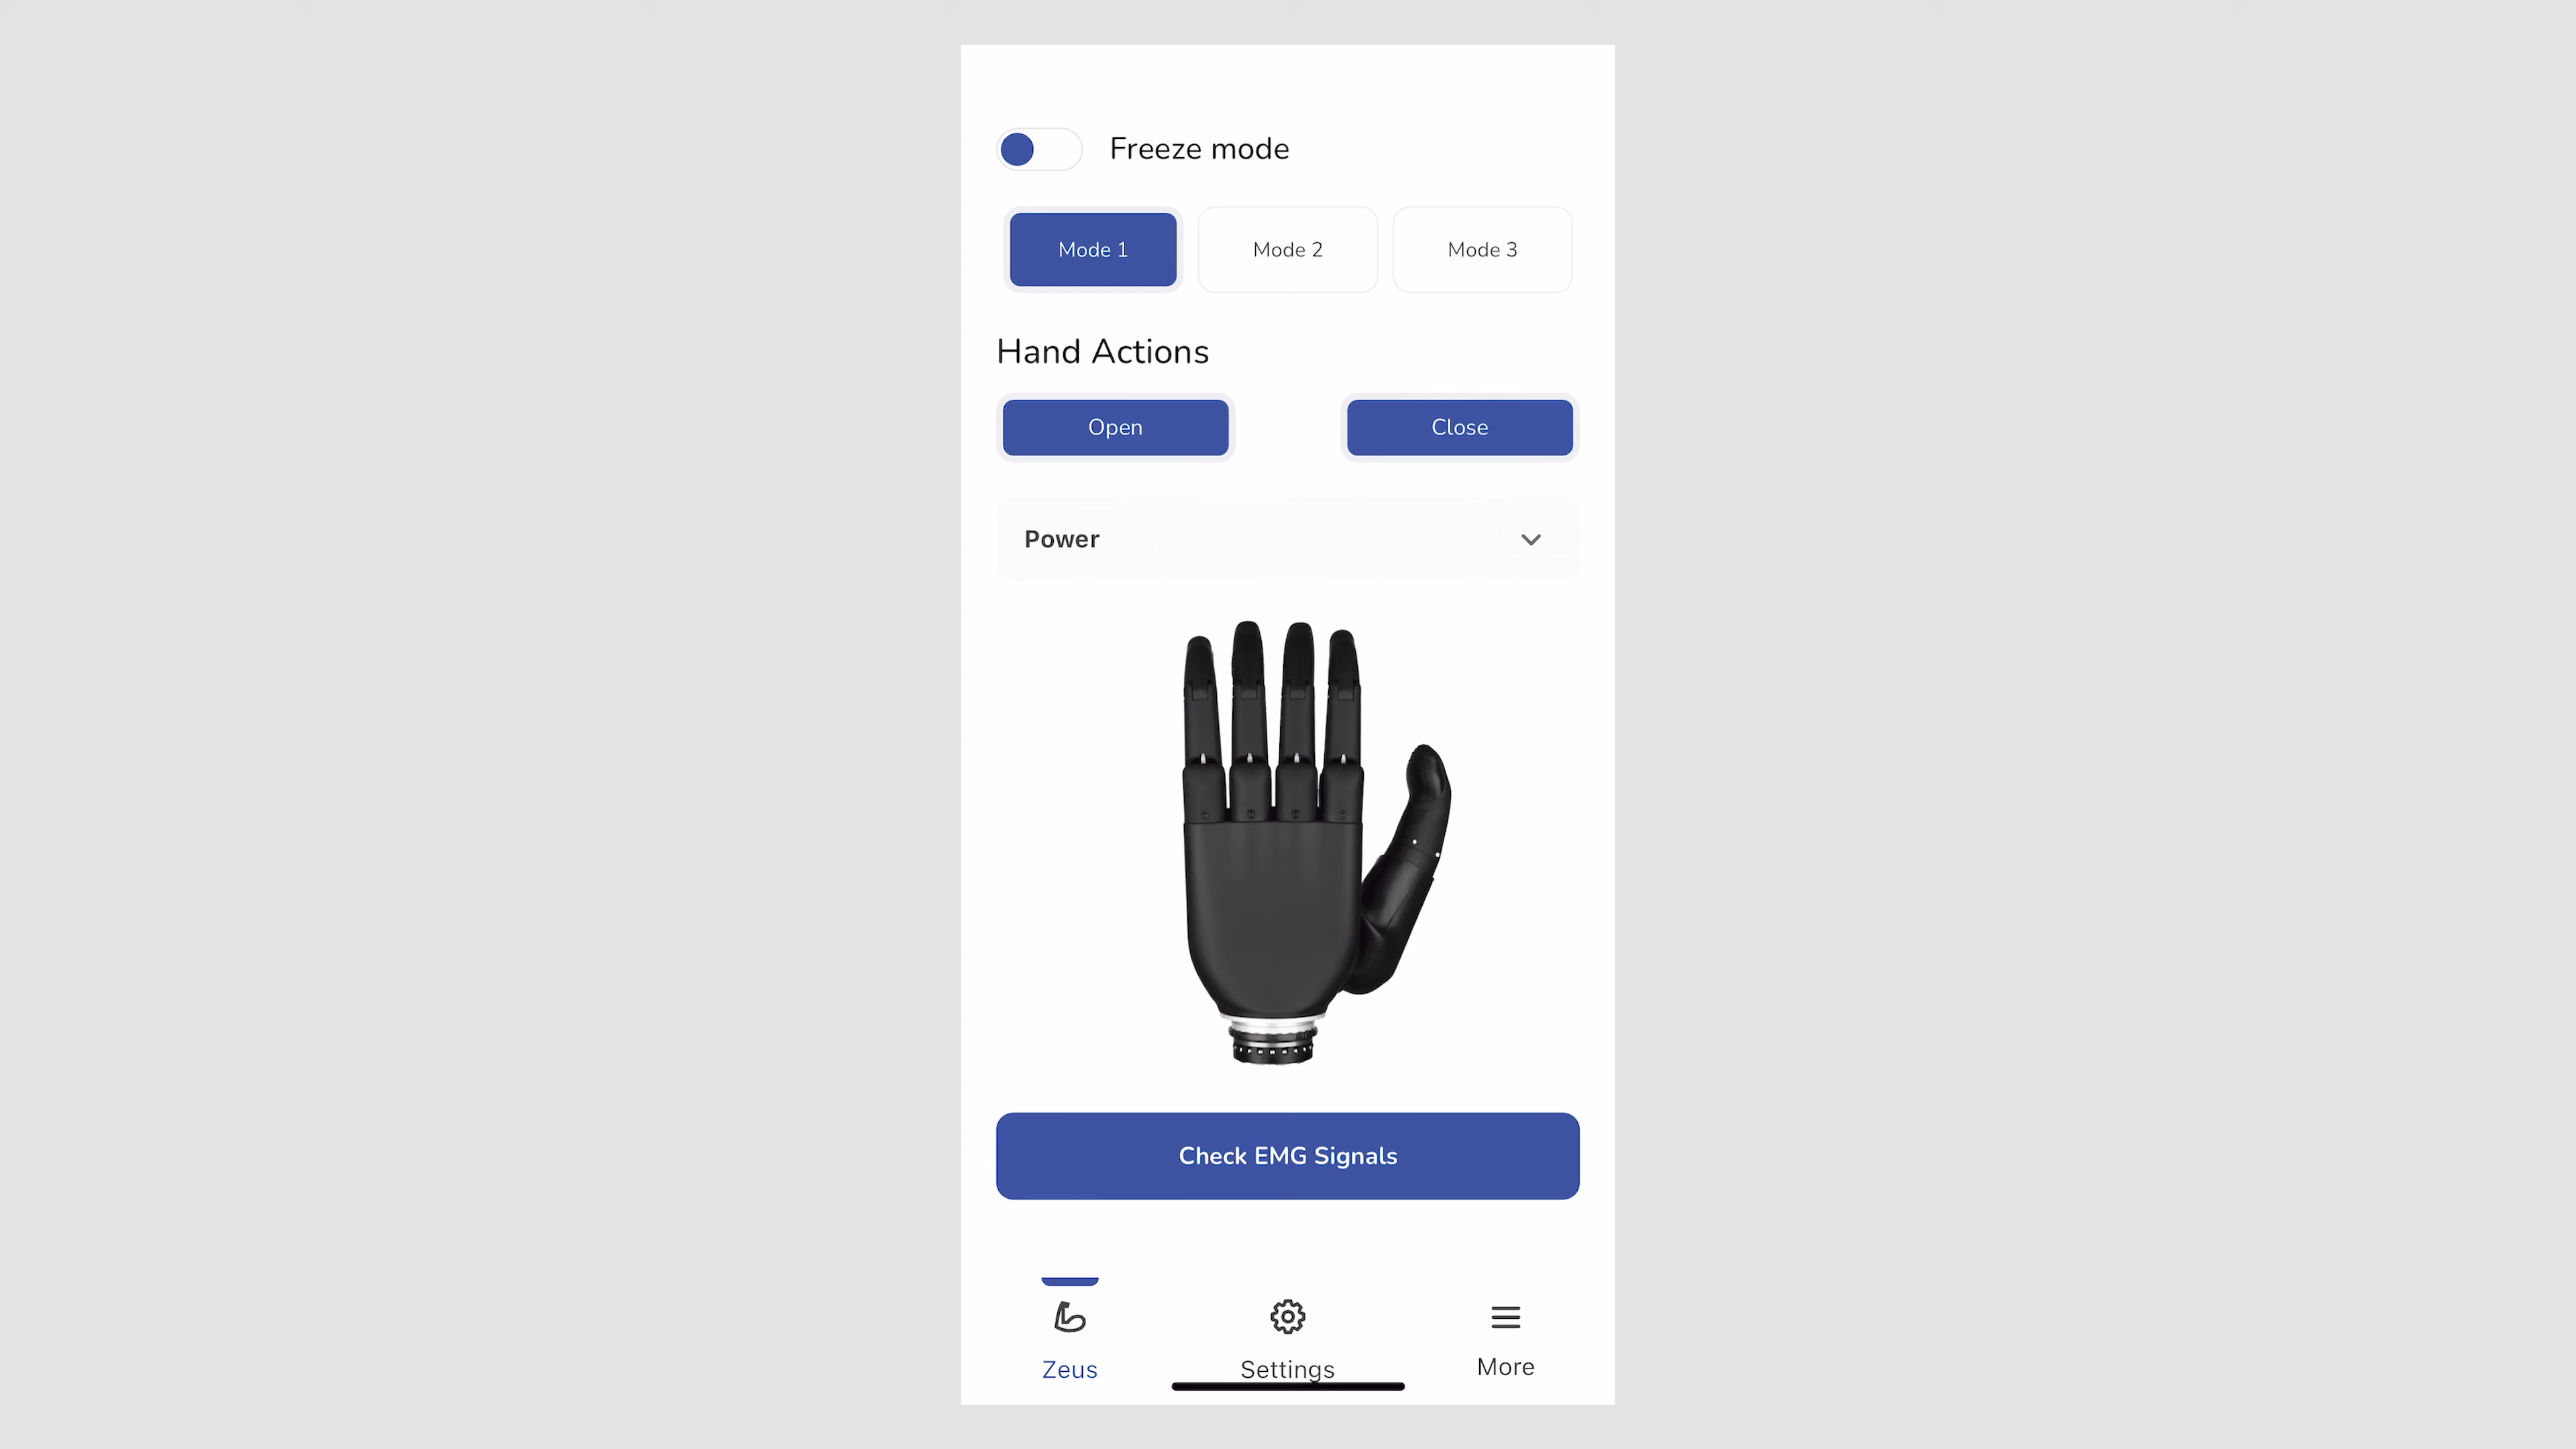 Freeze mode
Mode 1 Mode 2 Mode 3
Hand Actions
Open Close
Power
Check EMG Signals
Zeus Settings More